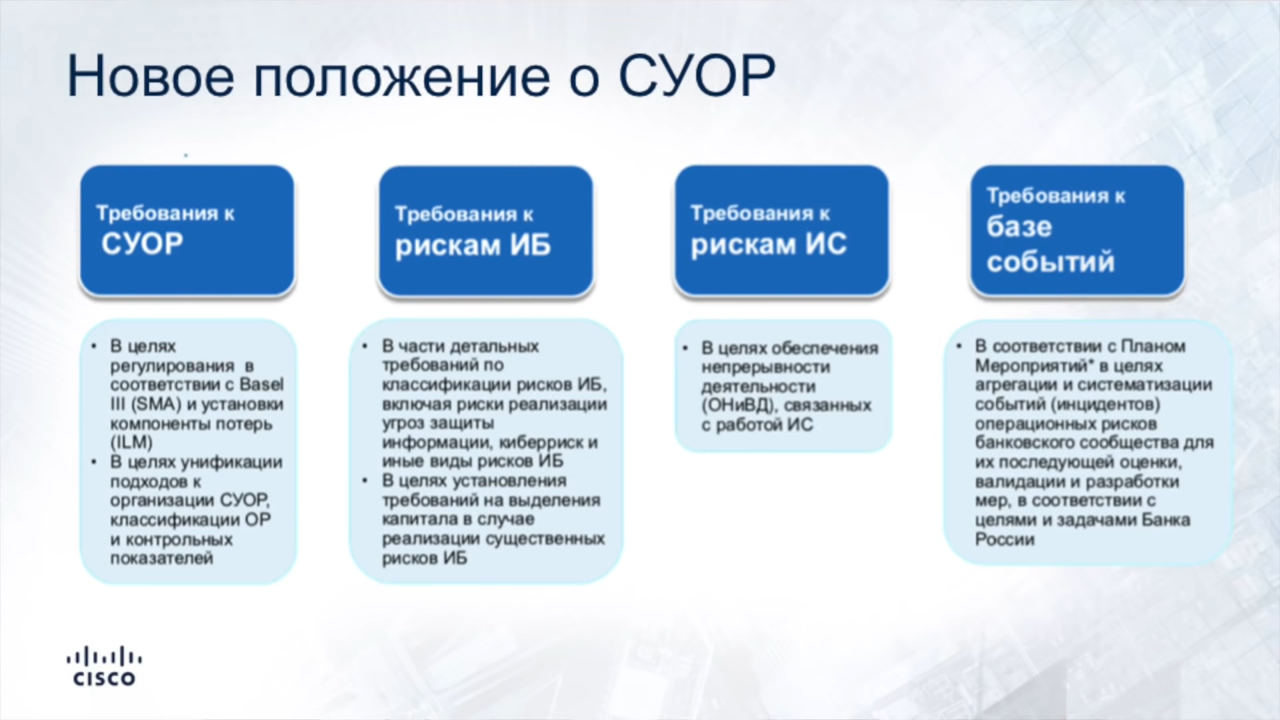 Новое положение о СУОР
Требования к
СУОР
Требования к
рискам ИБ
Требования к
рискам ИС
Требования к
базе
событий
• В целях
регулирования в
соответствии с Basel
III (SMA) и установки
компоненты потерь
(ILM)
• В целях унификации
подходов к
организации СУОР,
классификации ОР
и контрольных
показателей
• В части детальных
требований по
классификации рисков ИБ,
включая риски реализации
угроз защиты
информации, киберриск и
иные виды рисков ИБ
• В целях установления
требований на выделения
капитала в случае
реализации существенных
рисков ИБ
• В целях обеспечения
непрерывности
деятельности
(ОНиВД), связанных
с работой ИС
• В соответствии с Планом
Мероприятий* в целях
агрегации и систематизации
событий (инцидентов)
операционных рисков
банковского сообщества для
их последующей оценки,
валидации и разработки
мер, в соответствии с
целями и задачами Банка
России
CISCO